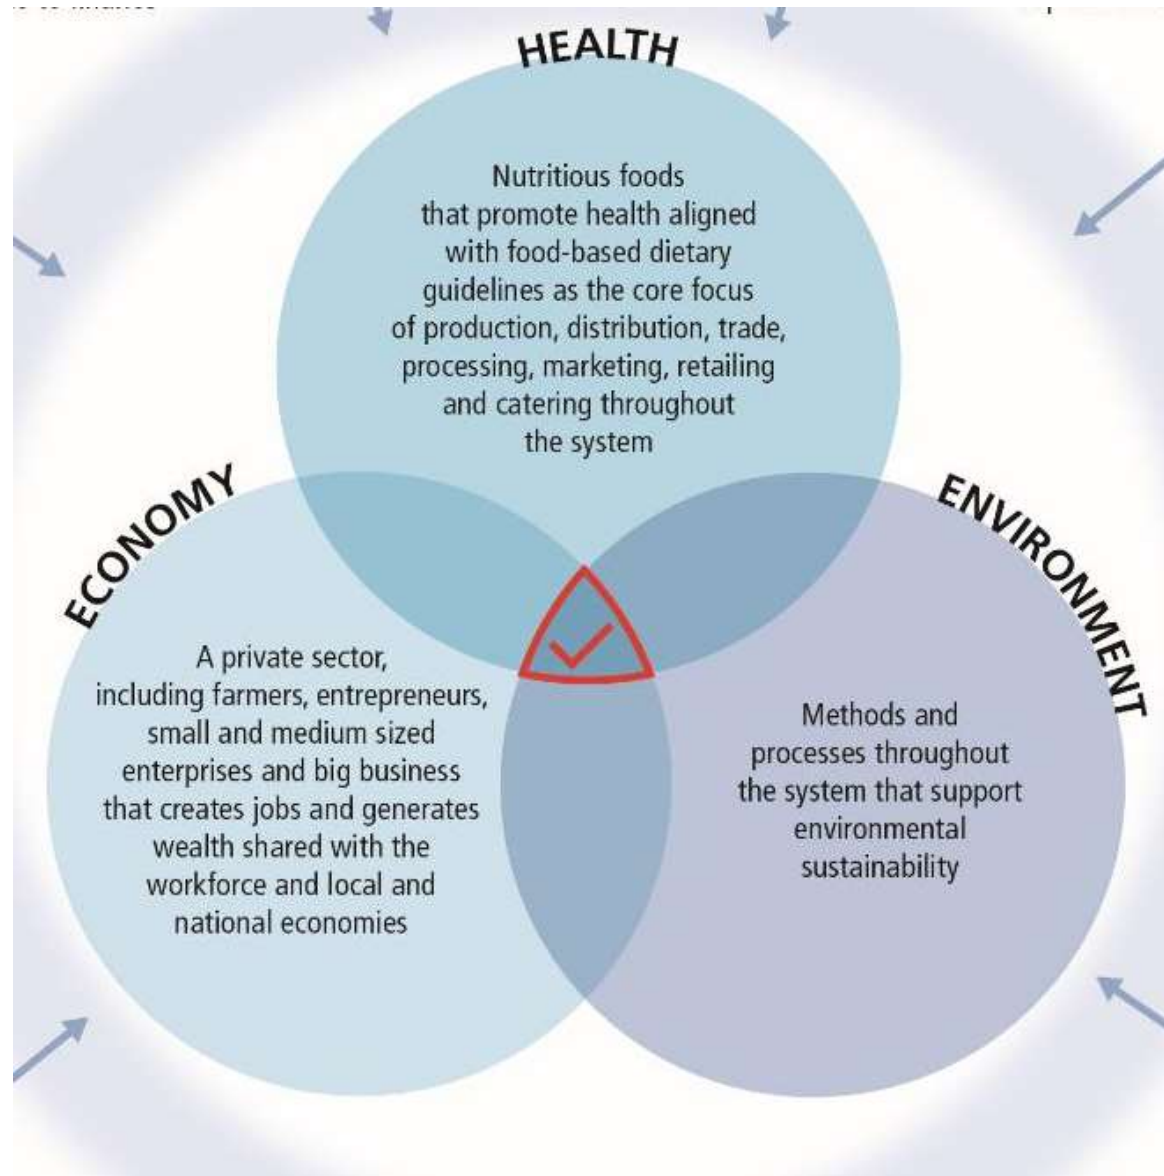 HEALTH
Nutritious foods
that promote health aligned
with food-based dietary
guidelines as the core focus
of production, distribution, trade,
processing, marketing, retailing
and catering throughout
the system
ECONOMY
A private sector,
including farmers, entrepreneurs,
small and medium sized
enterprises and big business
that creates jobs and generates
wealth shared with the
workforce and local and
national economies
ENVIRONMENT
Methods and
processes throughout
the system that support
environmental
sustainability